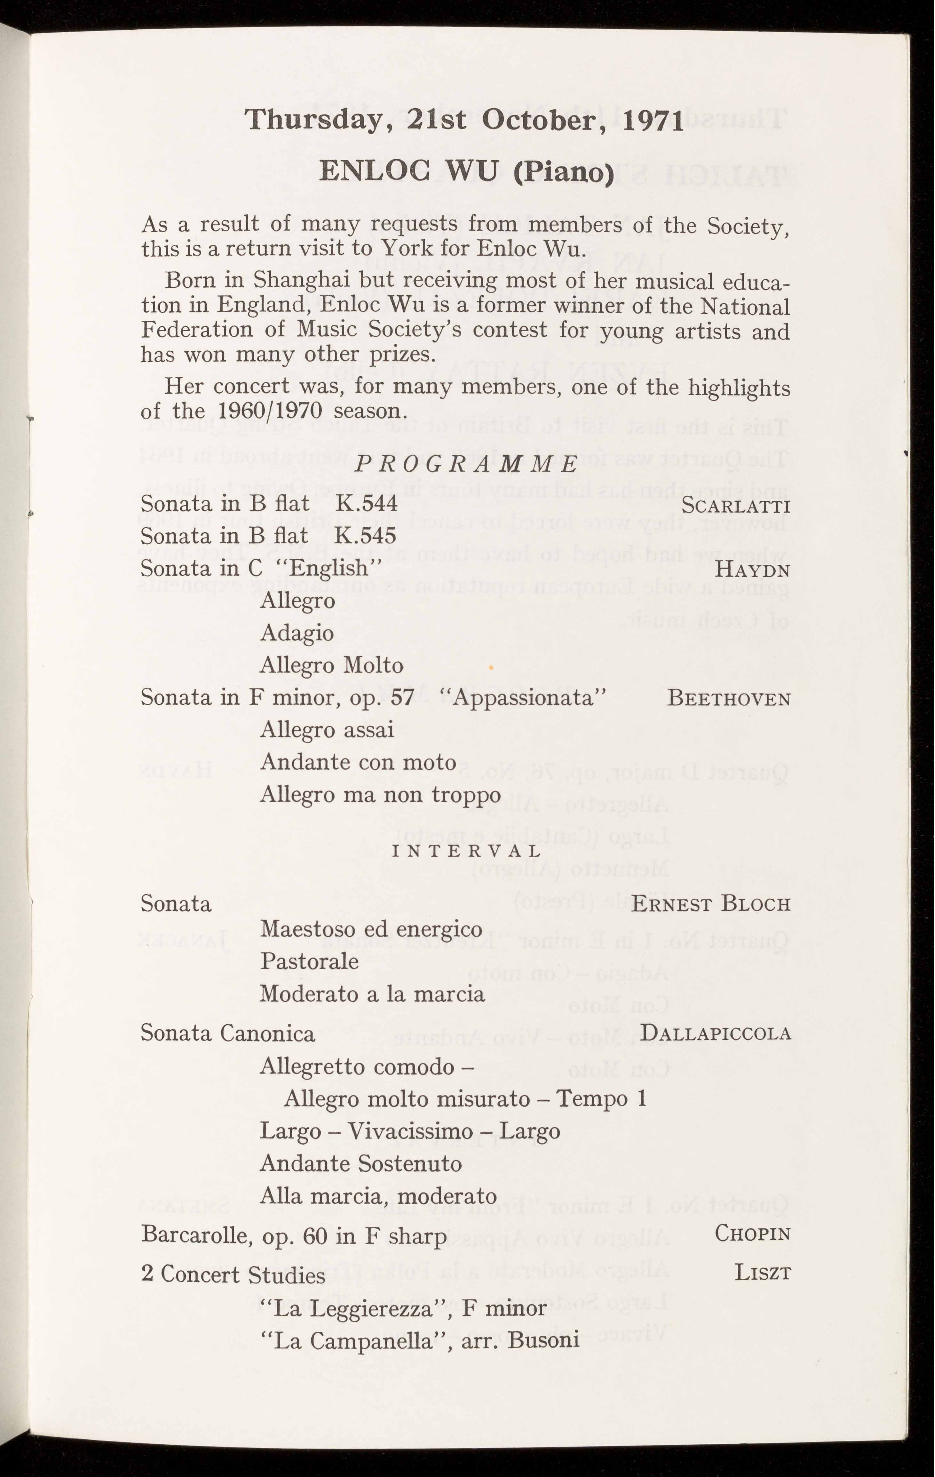 Thursday, 21st October, 1971
ENLOC WU (Piano)
As a result of many requests from members of the Society,
this is a return visit to York for Enloc Wu.
Born in Shanghai but receiving most of her musical educa-
tion in England, Enloc Wu is a former winner of the National
Federation of Music Society's contest for young artists and
has won many other prizes.
Her concert was, for many members, one of the highlights
of the 1960/1970 season.
PROGRAMME
Sonata in B flat K.544 SCARLATTI
Sonata in B flat K.545
Sonata in C "English" HAYDN
Allegro
Adagio
Allegro Molto
Sonata in F minor, op. 57 "Appassionata" BEETHOVEN
Allegro assai
Andante con moto
Allegro ma non troppo
INTERVAL
Sonata ERNEST BLOCH
Maestoso ed energico
Pastorale
Moderato a la marcia
Sonata Canonica DALLAPICCOLA
Allegretto comodo –
Allegro molto misurato – Tempo 1
Largo – Vivacissimo – Largo
Andante Sostenuto
Alla marcia, moderato
Barcarolle, op. 60 in F sharp CHOPIN
2 Concert Studies LISZT
"La Leggierezza", F minor
"La Campanella", arr. Busoni